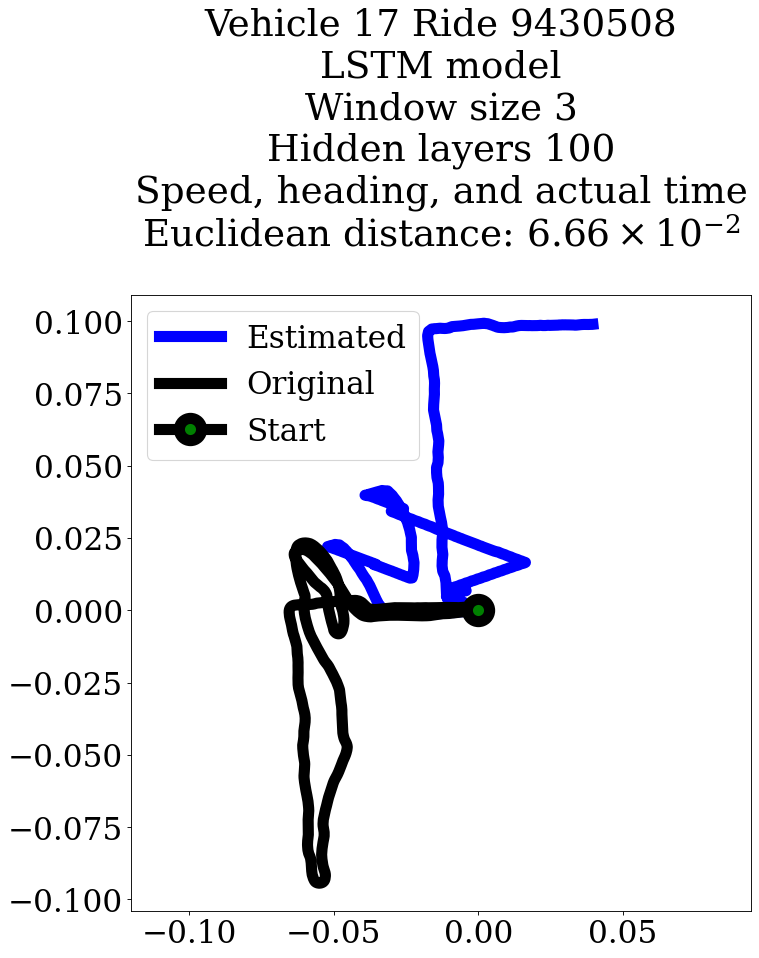 Vehicle 17 Ride 9430508
LSTM model
Window size 3
Hidden layers 100
Speed, heading, and actual time
Euclidean distance: 6.66 × 10⁻²
Estimated
Original
Start
0.100
0.075
0.050
0.025
0.000
−0.025
−0.050
−0.075
−0.100
−0.10 −0.05 0.00 0.05